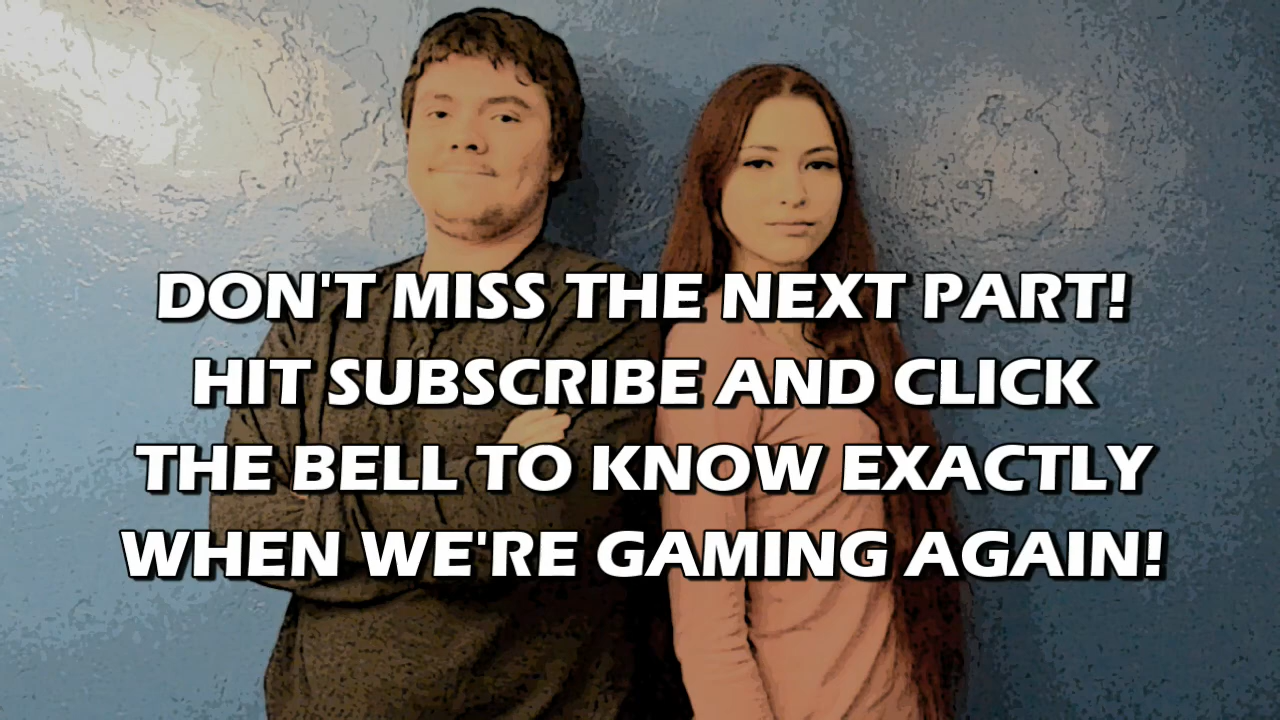 DON'T MISS THE NEXT PART!
HIT SUBSCRIBE AND CLICK
THE BELL TO KNOW EXACTLY
WHEN WE'RE GAMING AGAIN!